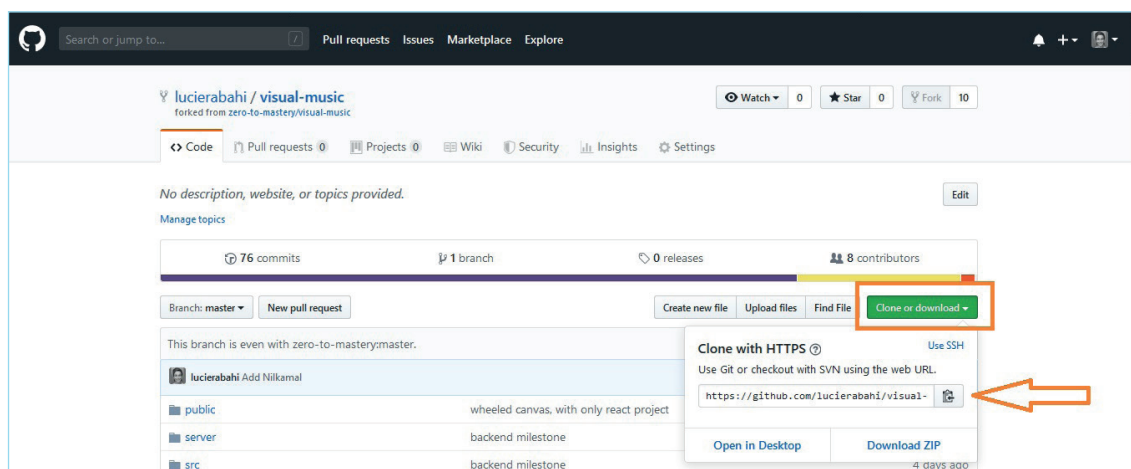 Search or jump to... /
Pull requests Issues Marketplace Explore
lucierabahi / visual-music
forked from zero-to-mastery/visual-music
Watch 0 Star 0 Fork 10
Code Pull requests 0 Projects 0 Wiki Security Insights Settings
No description, website, or topics provided. Edit
Manage topics
76 commits 1 branch 0 releases 8 contributors
Branch: master New pull request Create new file Upload files Find File Clone or download
This branch is even with zero-to-mastery:master.
lucierabahi Add Nilkamal
public wheeled canvas. with only react project
server backend milestone
src backend milestone 4 days ago
Clone with HTTPS Use SSH
Use Git or checkout with SVN using the web URL.
https://github.com/lucierabahi/visual-
Open in Desktop Download ZIP